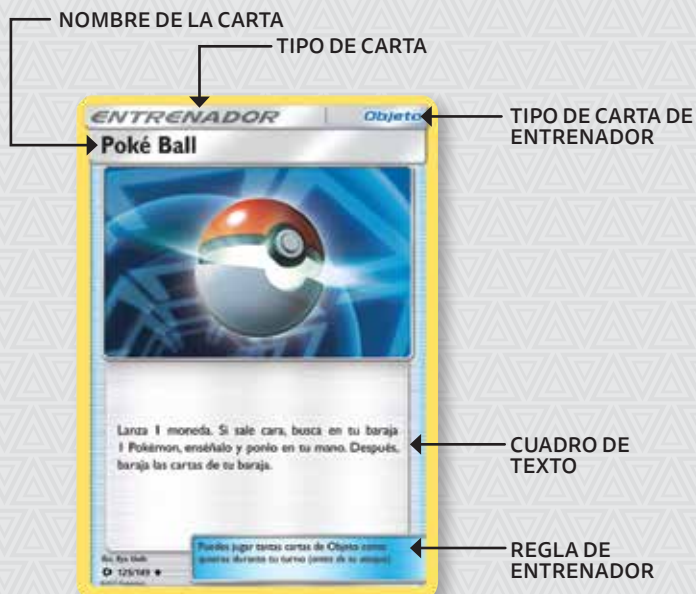 NOMBRE DE LA CARTA
TIPO DE CARTA
ENTRENADOR
Objeto
TIPO DE CARTA DE
ENTRENADOR
Poké Ball
Lanza 1 moneda. Si sale cara, busca en tu baraja
1 Pokémon, enséñalo y ponlo en tu mano. Después,
baraja las cartas de tu baraja.
CUADRO DE
TEXTO
Puedes jugar tantas cartas de Objeto como
quieras durante tu turno (antes de tu ataque).
REGLA DE
ENTRENADOR
125/149